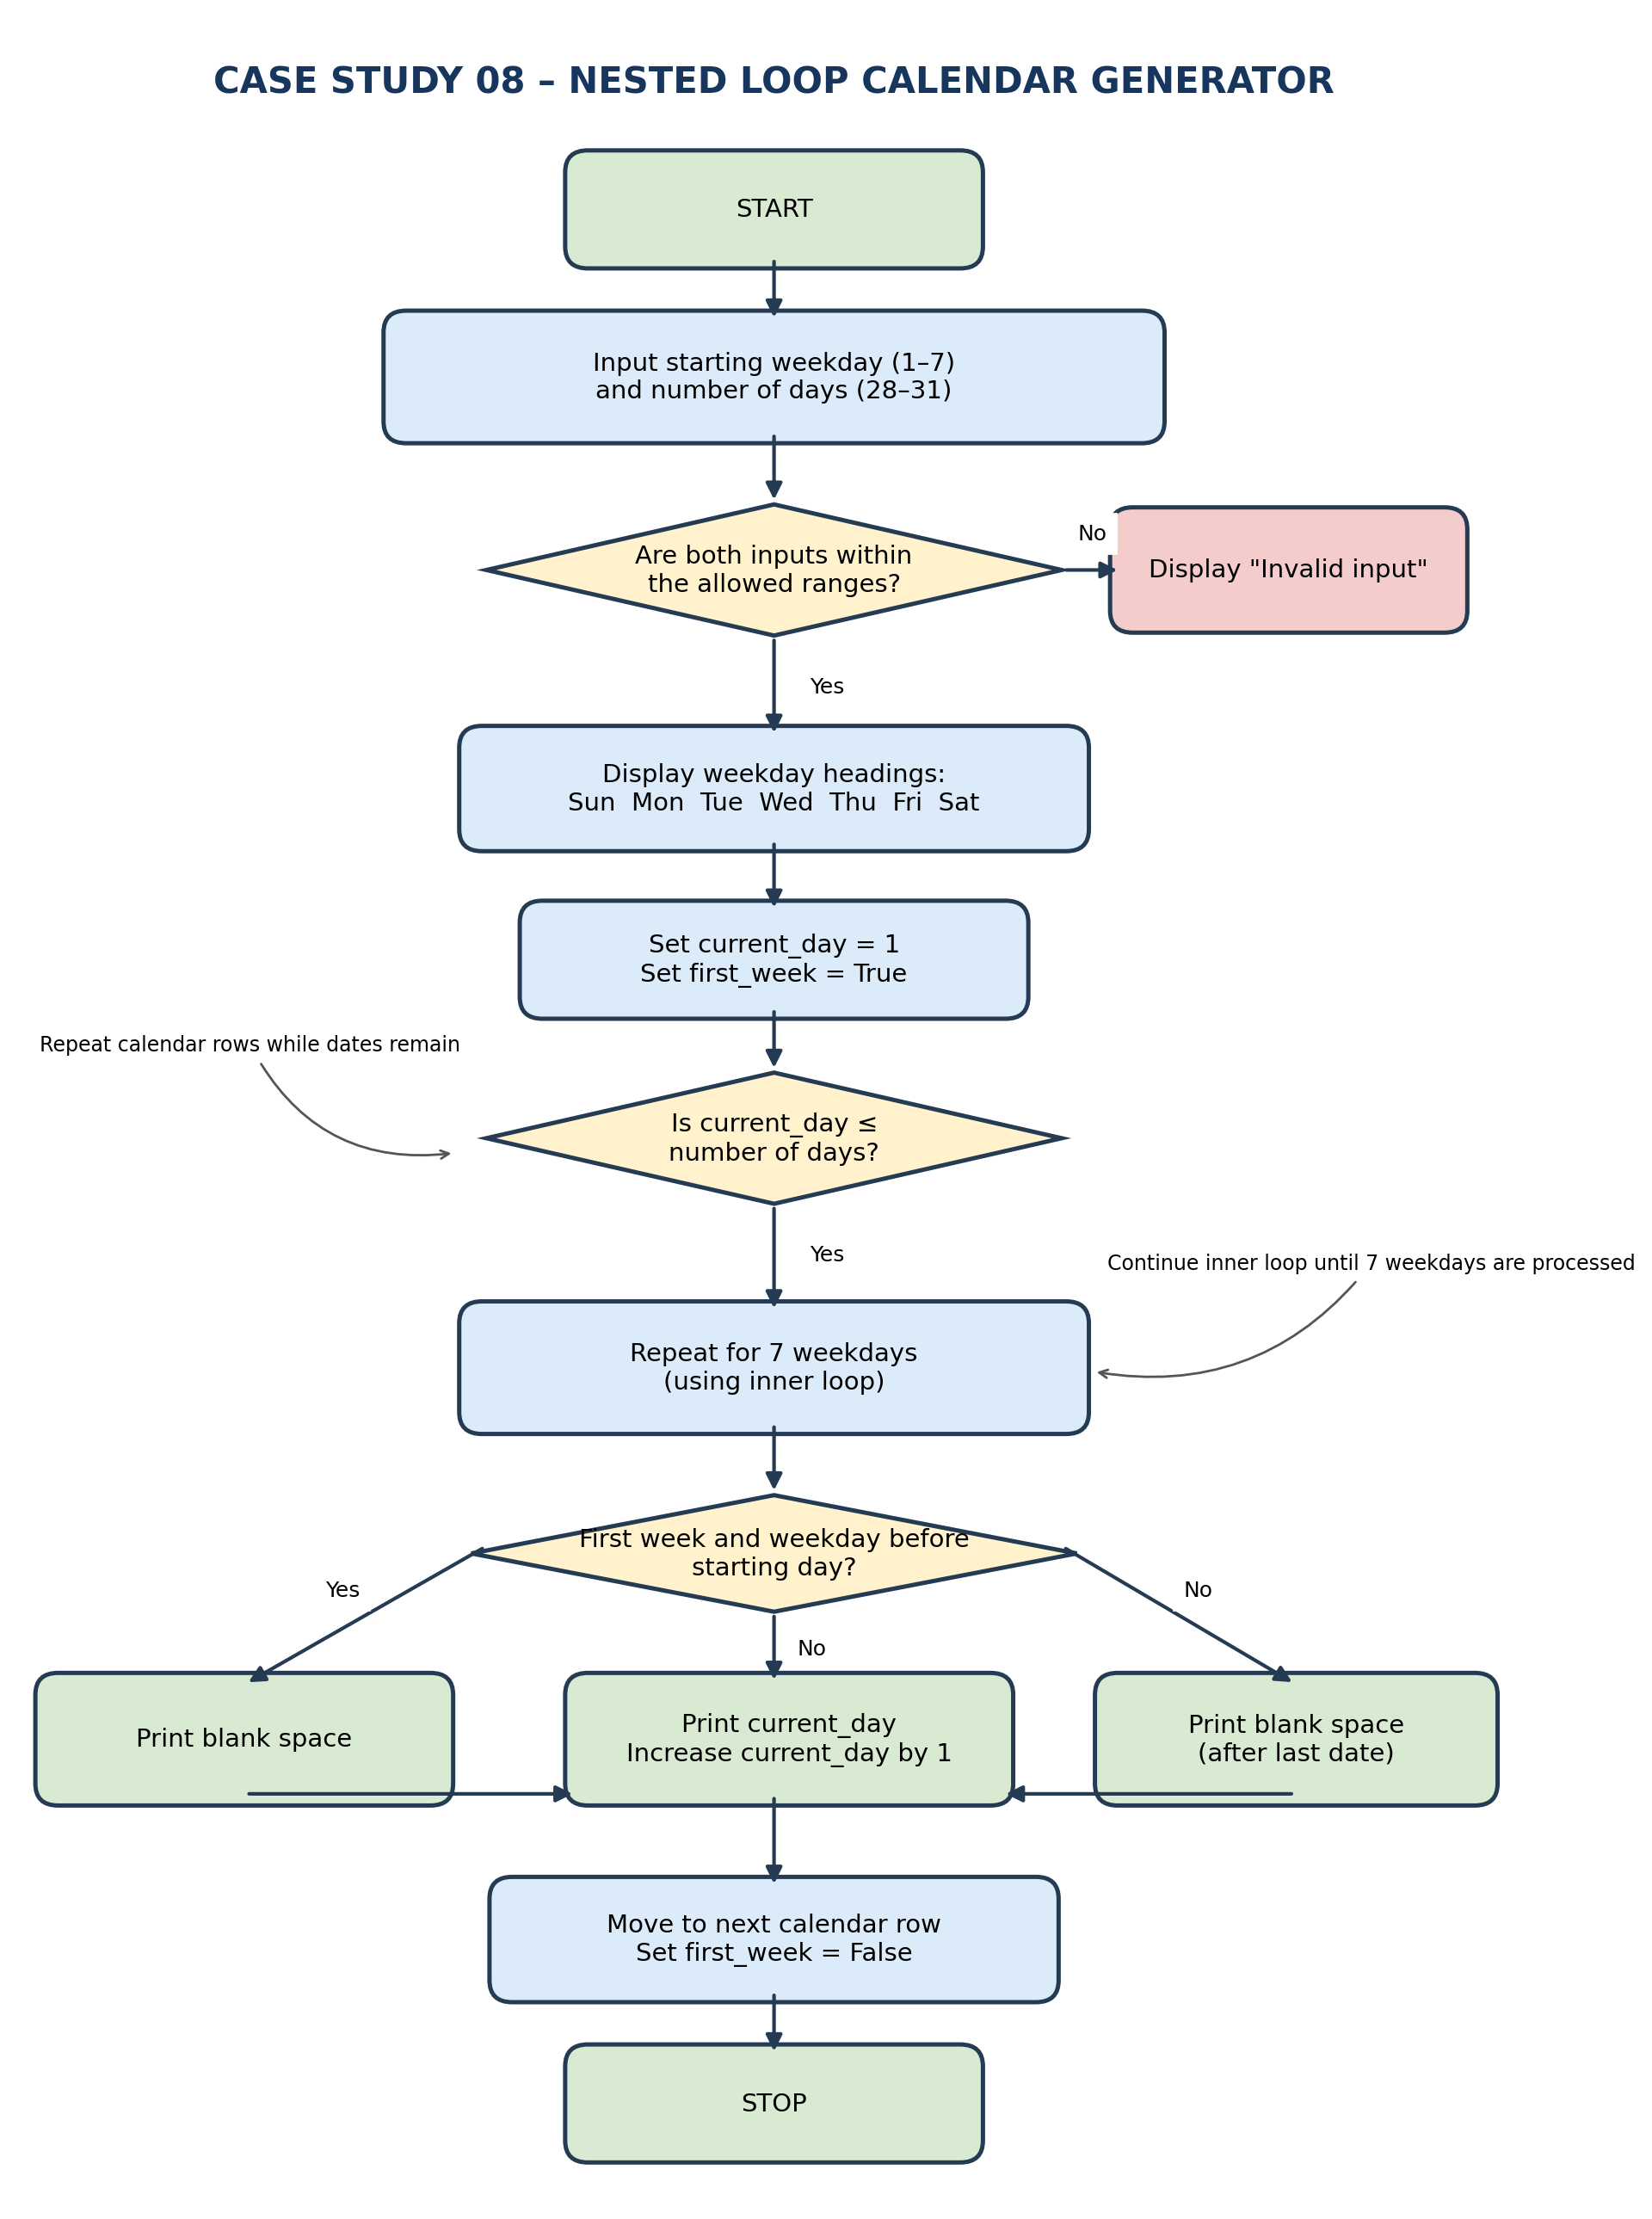 CASE STUDY 08 – NESTED LOOP CALENDAR GENERATOR
START
Input starting weekday (1–7)
and number of days (28–31)
Are both inputs within
the allowed ranges?
No
Display "Invalid input"
Yes
Display weekday headings:
Sun  Mon  Tue  Wed  Thu  Fri  Sat
Set current_day = 1
Set first_week = True
Repeat calendar rows while dates remain
Is current_day ≤
number of days?
Yes
Continue inner loop until 7 weekdays are processed
Repeat for 7 weekdays
(using inner loop)
First week and weekday before
starting day?
Yes
No
No
Print blank space
Print current_day
Increase current_day by 1
Print blank space
(after last date)
Move to next calendar row
Set first_week = False
STOP